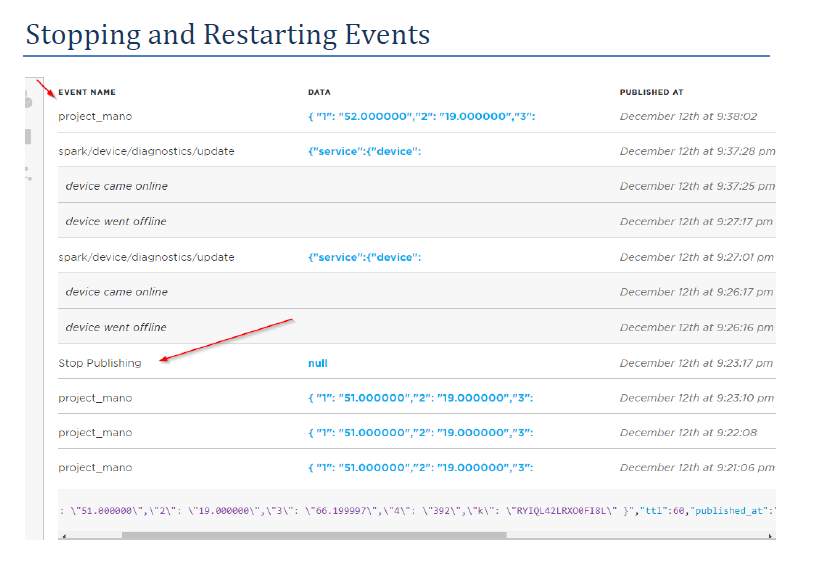 Stopping and Restarting Events
EVENT NAME DATA PUBLISHED AT
project_mano { "1": "52.000000","2": "19.000000","3": December 12th at 9:38:02
spark/device/diagnostics/update {"service":{"device": December 12th at 9:37:28 pm
device came online December 12th at 9:37:25 pm
device went offline December 12th at 9:27:17 pm
spark/device/diagnostics/update {"service":{"device": December 12th at 9:27:01 pm
device came online December 12th at 9:26:17 pm
device went offline December 12th at 9:26:16 pm
Stop Publishing null December 12th at 9:23:17 pm
project_mano { "1": "51.000000","2": "19.000000","3": December 12th at 9:23:10 pm
project_mano { "1": "51.000000","2": "19.000000","3": December 12th at 9:22:08
project_mano { "1": "51.000000","2": "19.000000","3": December 12th at 9:21:06 pm
: \"51.000000\",\"2\": \"19.000000\",\"3\": \"66.199997\",\"4\": \"392\",\"k\": \"RYIQL42LRXO0FI8L\" }","ttl":60,"published_at":"